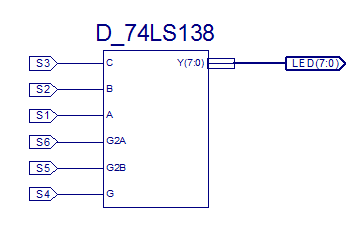 D_74LS138
S3 C Y(7:0) LED(7:0)
S2 B
S1 A
S6 G2A
S5 G2B
S4 G